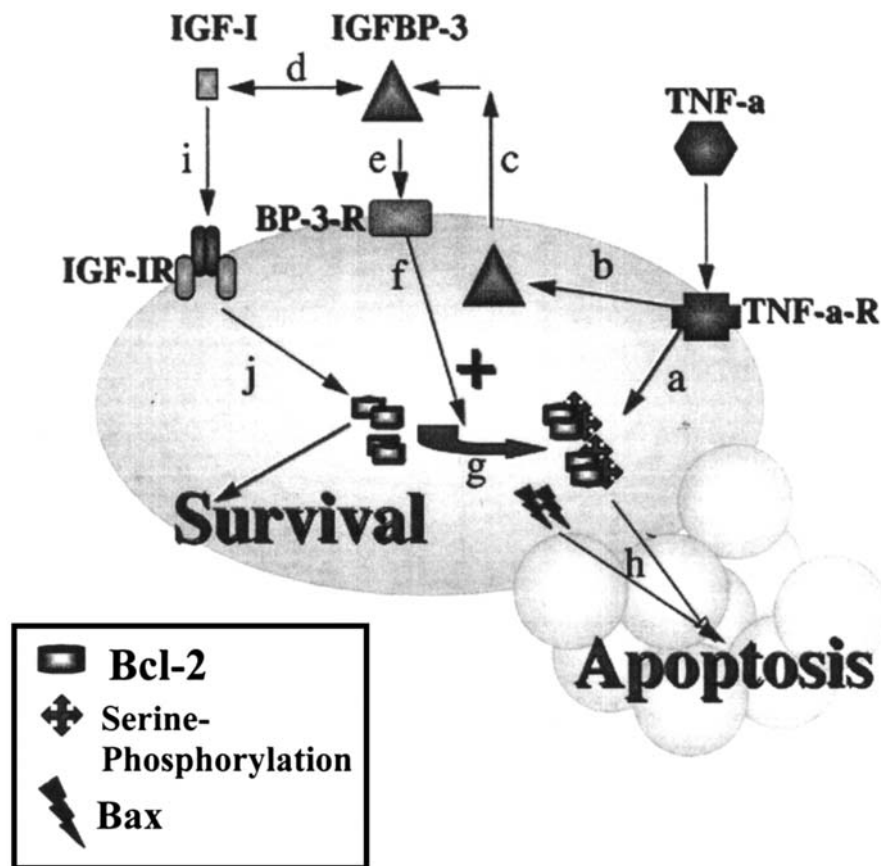 IGF-I IGFBP-3
d
TNF-a
i
e
c
BP-3-R
IGF-IR
f
b
TNF-a-R
j
+
a
g
Survival
h
Apoptosis
Bcl-2
Serine-
Phosphorylation
Bax